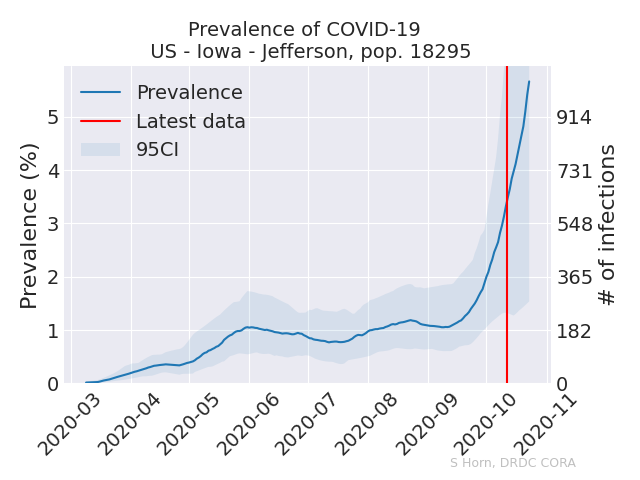 Prevalence of COVID-19
US - Iowa - Jefferson, pop. 18295
Prevalence
Latest data
95CI
Prevalence (%)
5
4
3
2
1
0
914
731
548
365
182
0
# of infections
2020-03
2020-04
2020-05
2020-06
2020-07
2020-08
2020-09
2020-10
2020-11
S Horn, DRDC CORA